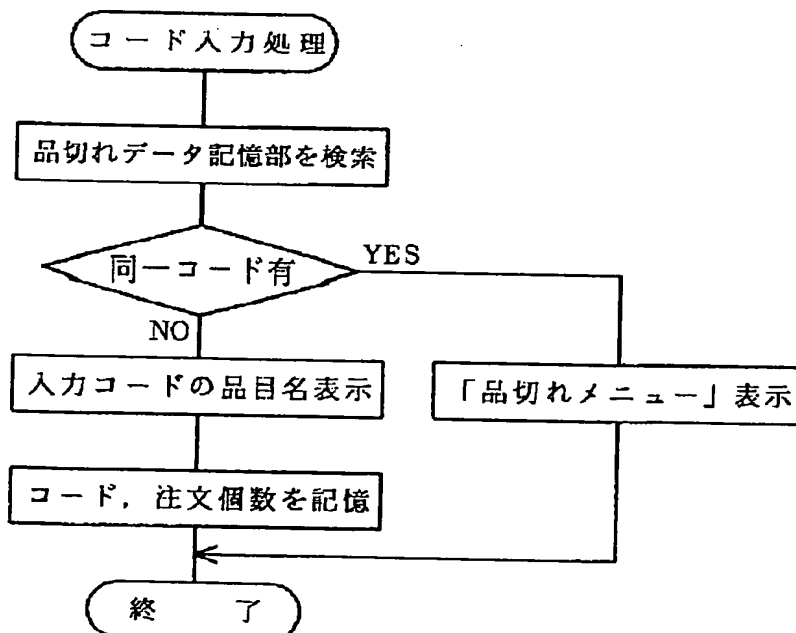 コード入力処理
品切れデータ記憶部を検索
同一コード有
YES
NO
入力コードの品目名表示
「品切れメニュー」表示
コード，注文個数を記憶
終 了